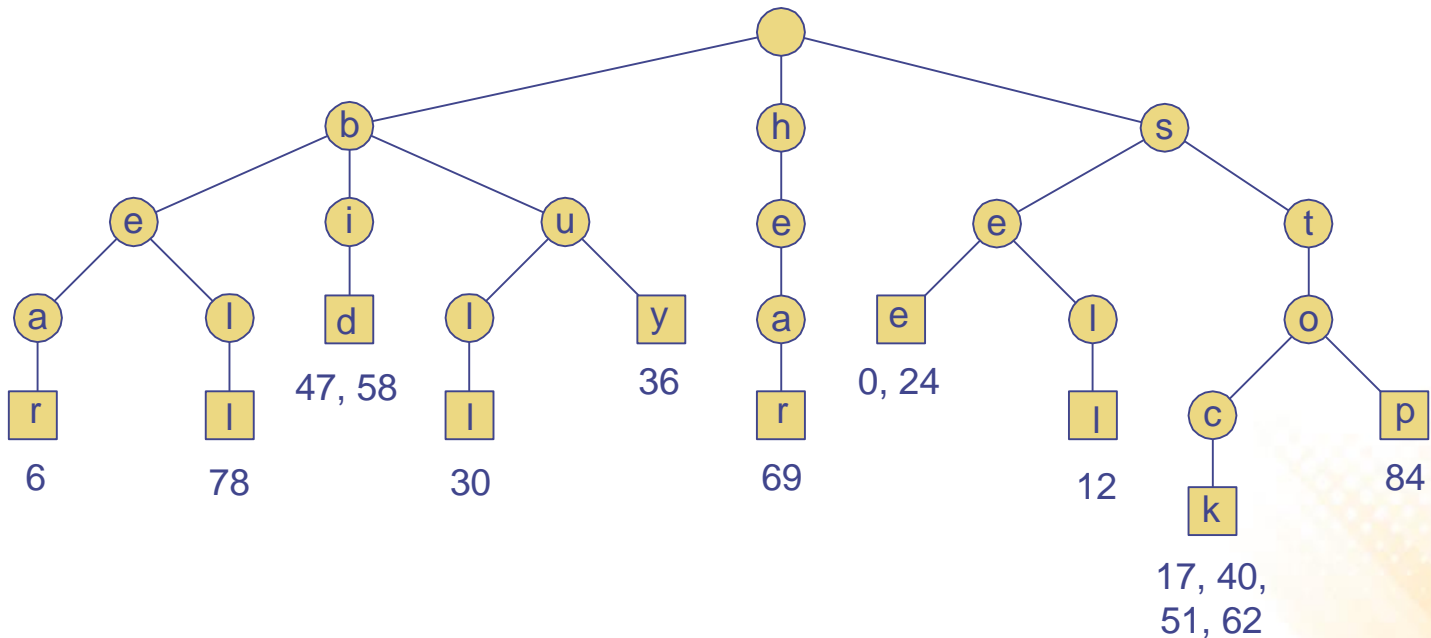 b h s
e i u e e t
a l d l y a e l o
47, 58 36 0, 24
r l l r l c p
6 78 30 69 12 84
k
17, 40,
51, 62